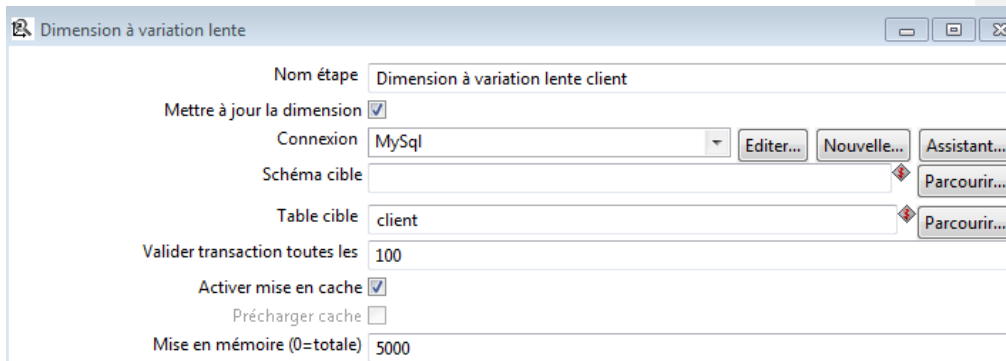 Dimension à variation lente
Nom étape Dimension à variation lente client
Mettre à jour la dimension
Connexion MySql Editer... Nouvelle... Assistant...
Schéma cible Parcourir...
Table cible client Parcourir...
Valider transaction toutes les 100
Activer mise en cache
Précharger cache
Mise en mémoire (0=totale) 5000